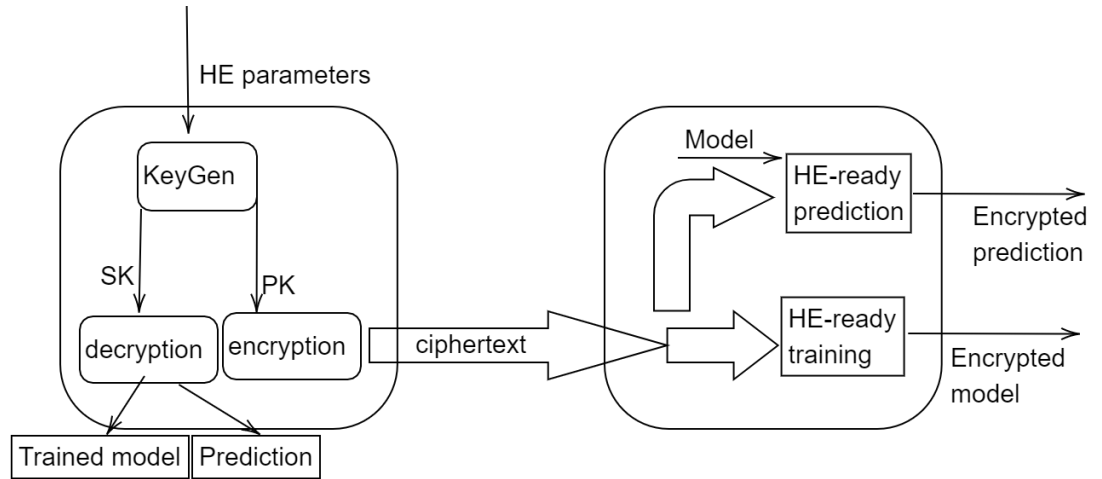 HE parameters
KeyGen
SK
PK
decryption
encryption
Trained model
Prediction
ciphertext
Model
HE-ready
prediction
Encrypted
prediction
HE-ready
training
Encrypted
model